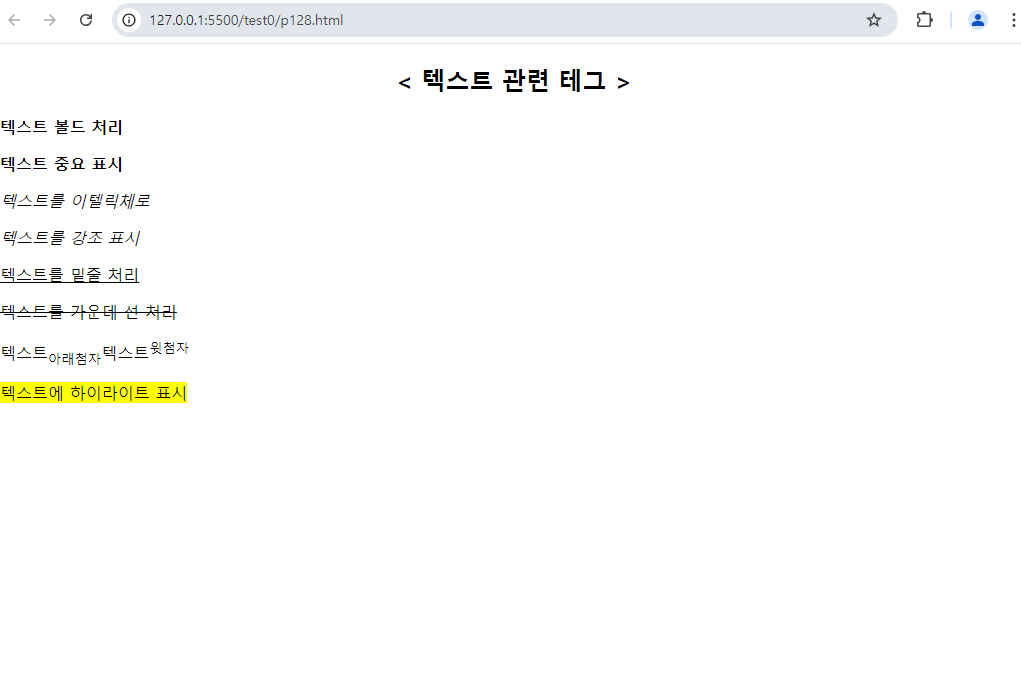 127.0.0.1:5500/test0/p128.html
< 텍스트 관련 테그 >
텍스트 볼드 처리
텍스트 중요 표시
텍스트를 이텔릭체로
텍스트를 강조 표시
텍스트를 밑줄 처리
텍스트를 가운데 선 처리
텍스트아래첨자텍스트윗첨자
텍스트에 하이라이트 표시